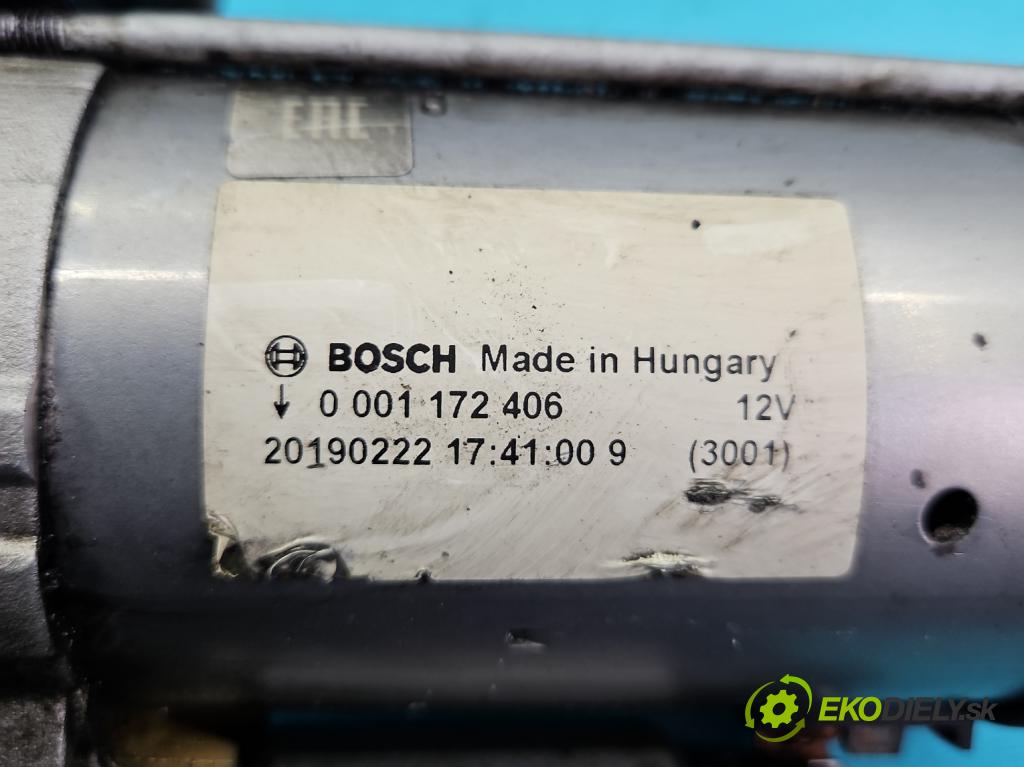 EAC
BOSCH Made in Hungary
↓ 0 001 172 406 12V
20190222 17:41:00 9 (3001)
EKODIELY.sk